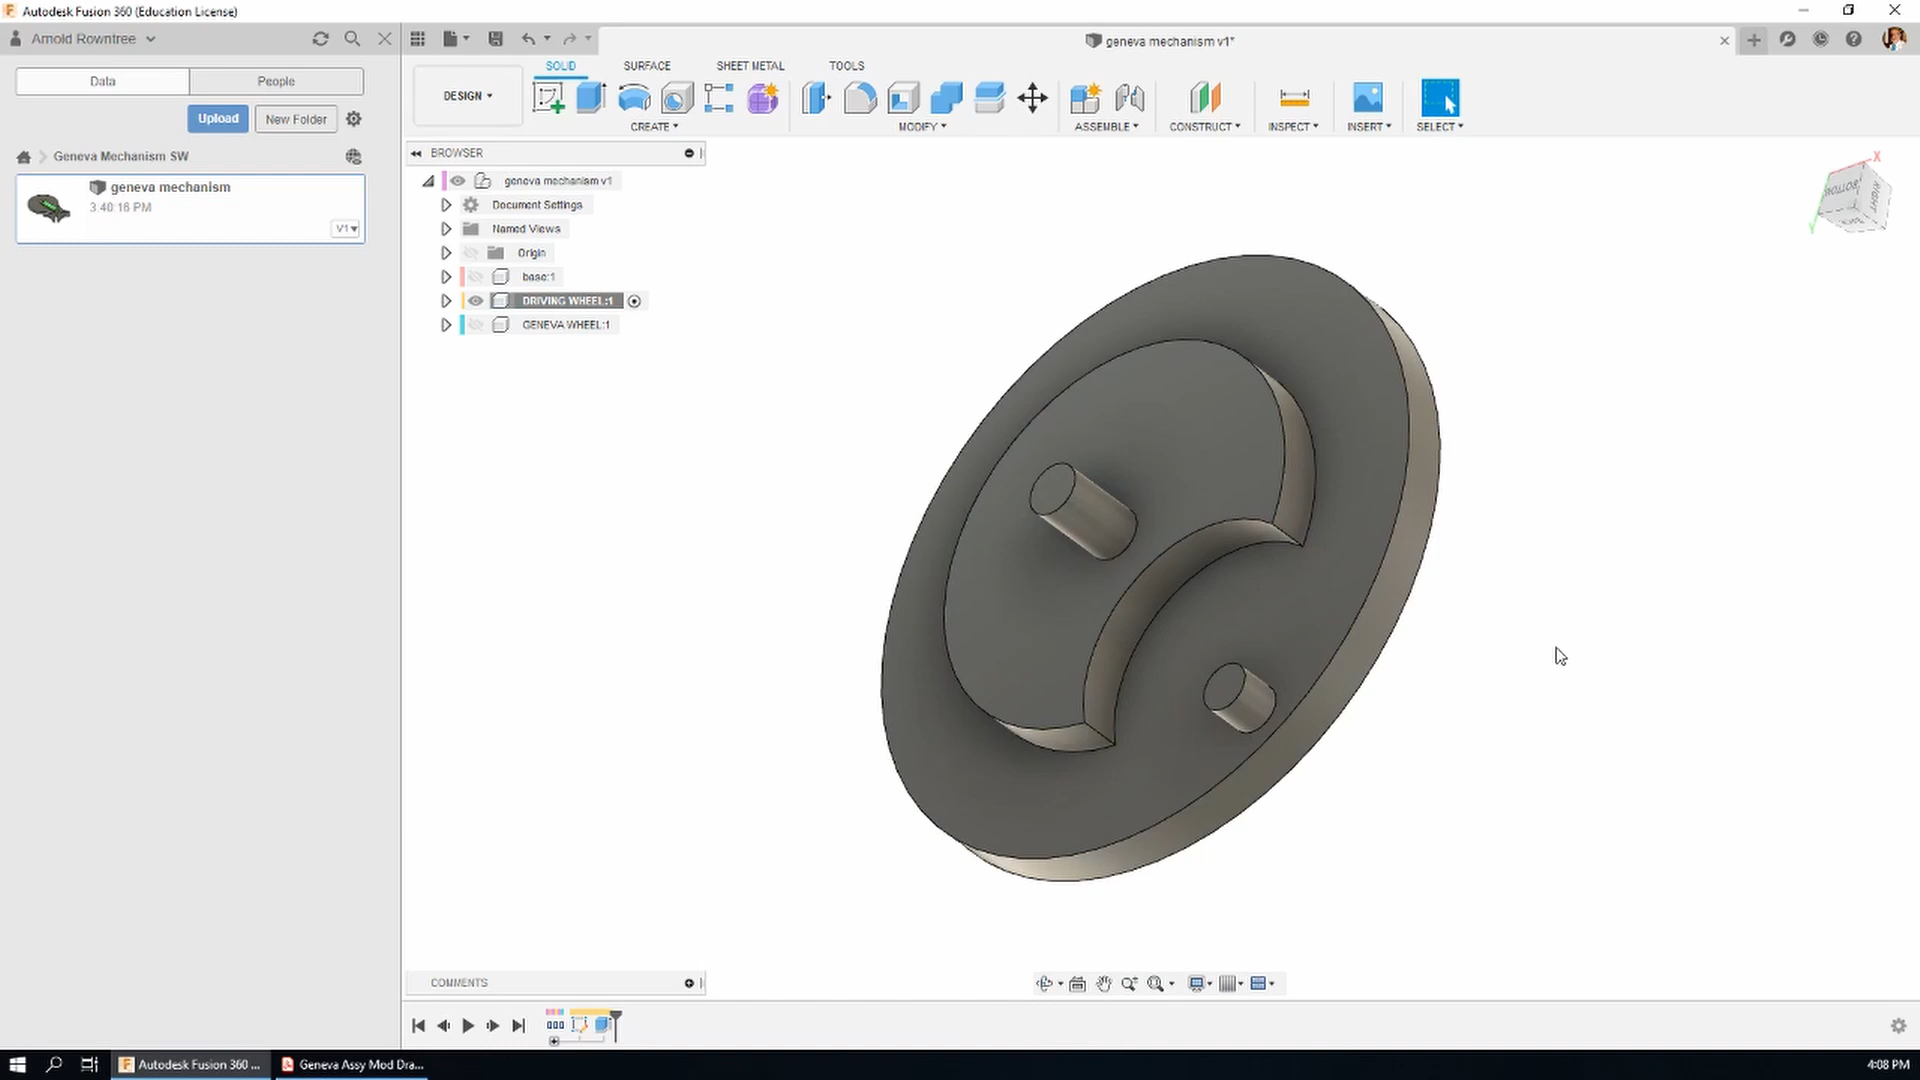 Autodesk Fusion 360 (Education License)
Arnold Rowntree
geneva mechanism v1*
Data
People
Upload
New Folder
Geneva Mechanism SW
geneva mechanism
3:40:16 PM
V1
DESIGN
SOLID
SURFACE
SHEET METAL
TOOLS
CREATE
MODIFY
ASSEMBLE
CONSTRUCT
INSPECT
INSERT
SELECT
BROWSER
geneva mechanism v1
Document Settings
Named Views
Origin
base:1
DRIVING WHEEL:1
GENEVA WHEEL:1
X
Y
BOTTOM
RIGHT
COMMENTS
Autodesk Fusion 360 ...
Geneva Assy Mod Dra...
4:08 PM